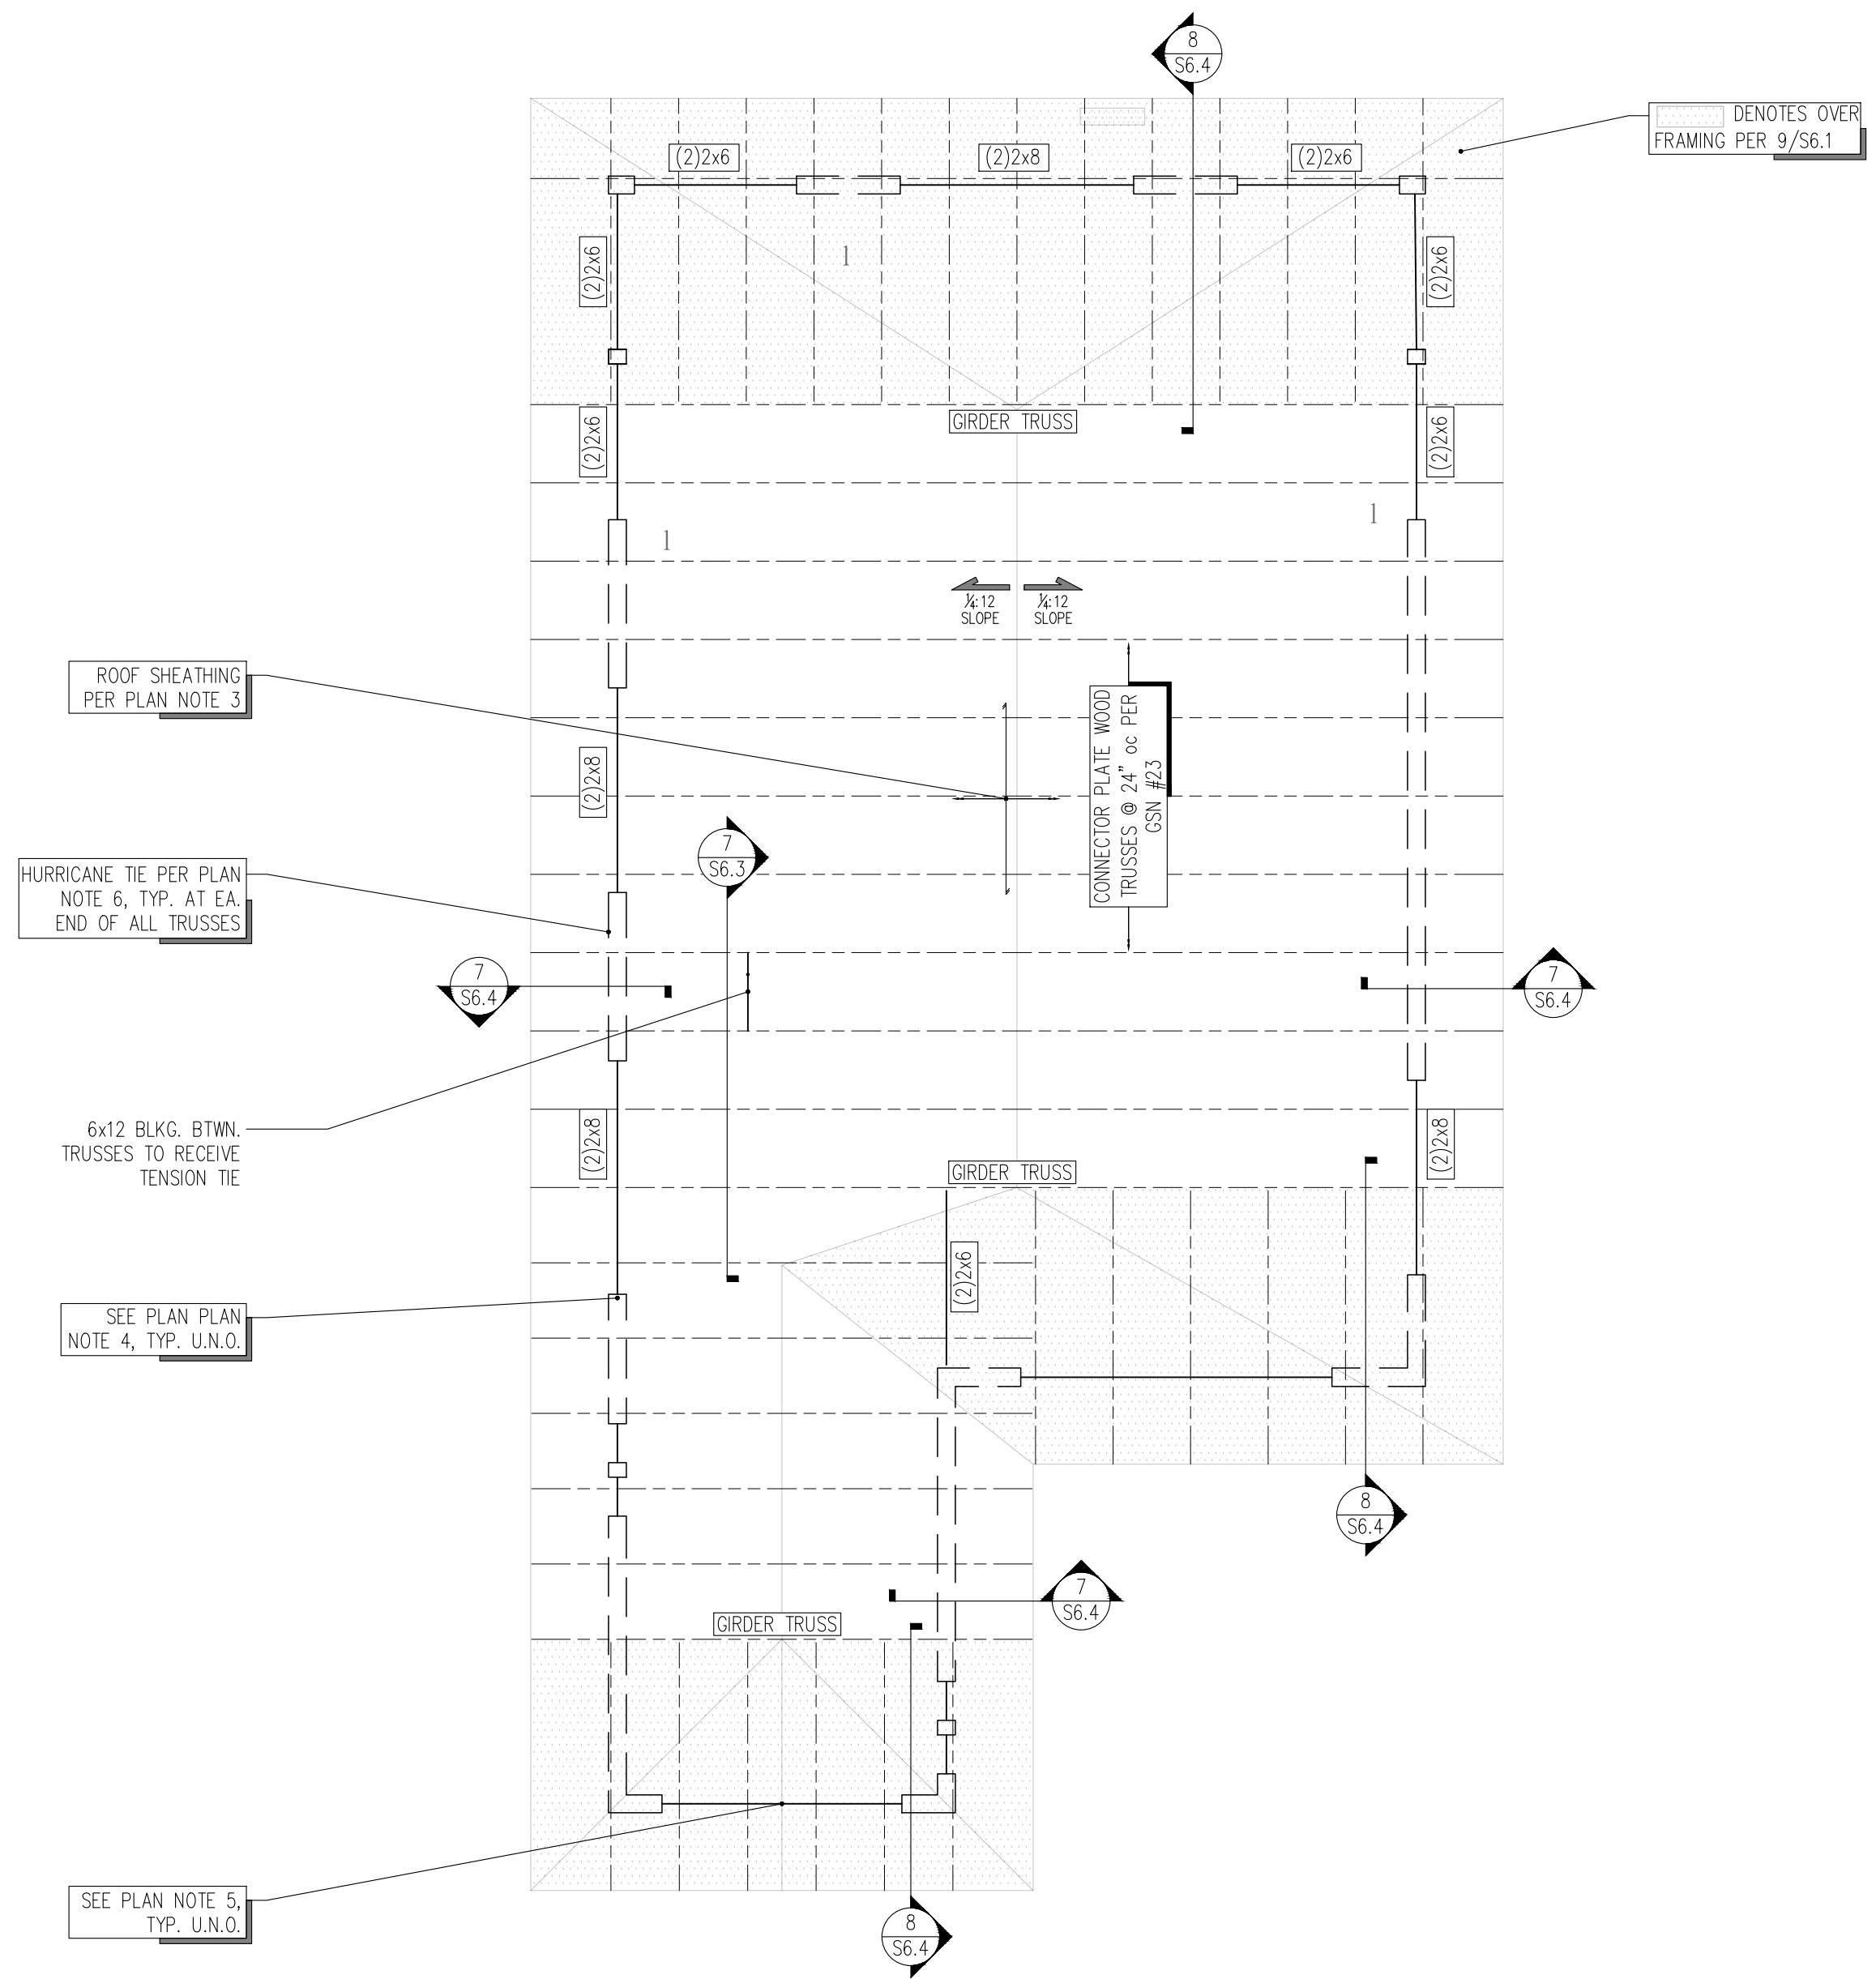 8
S6.4
DENOTES OVER
FRAMING PER 9/S6.1
(2)2x6
(2)2x8
(2)2x6
(2)2x6
1
(2)2x6
GIRDER TRUSS
(2)2x6
(2)2x6
1
1
¼:12
SLOPE
¼:12
SLOPE
ROOF SHEATHING
PER PLAN NOTE 3
CONNECTOR PLATE WOOD
TRUSSES @ 24" oc PER
GSN #23
(2)2x8
7
S6.3
HURRICANE TIE PER PLAN
NOTE 6, TYP. AT EA.
END OF ALL TRUSSES
7
S6.4
7
S6.4
6x12 BLKG. BTWN.
TRUSSES TO RECEIVE
TENSION TIE
(2)2x8
(2)2x8
GIRDER TRUSS
(2)2x6
SEE PLAN PLAN
NOTE 4, TYP. U.N.O.
8
S6.4
7
S6.4
GIRDER TRUSS
SEE PLAN NOTE 5,
TYP. U.N.O.
8
S6.4